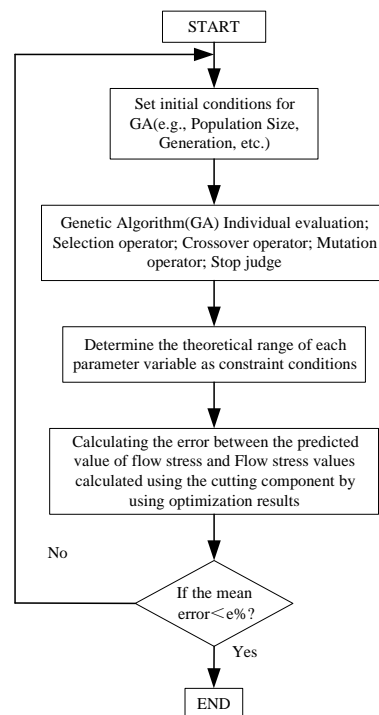 START
Set initial conditions for
GA(e.g., Population Size,
Generation, etc.)
Genetic Algorithm(GA) Individual evaluation;
Selection operator; Crossover operator; Mutation
operator; Stop judge
Determine the theoretical range of each
parameter variable as constraint conditions
Calculating the error between the predicted
value of flow stress and Flow stress values
calculated using the cutting component by
using optimization results
No
If the mean
error＜e%?
Yes
END